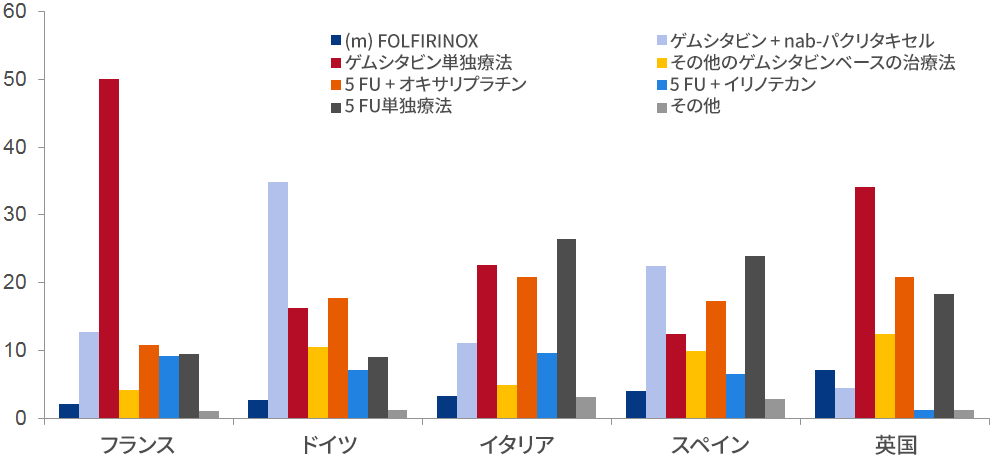 60
50
40
30
20
10
0
(m) FOLFIRINOX
ゲムシタビン + nab-パクリタキセル
ゲムシタビン単独療法
その他のゲムシタビンベースの治療法
5 FU + オキサリプラチン
5 FU + イリノテカン
5 FU単独療法
その他
フランス
ドイツ
イタリア
スペイン
英国